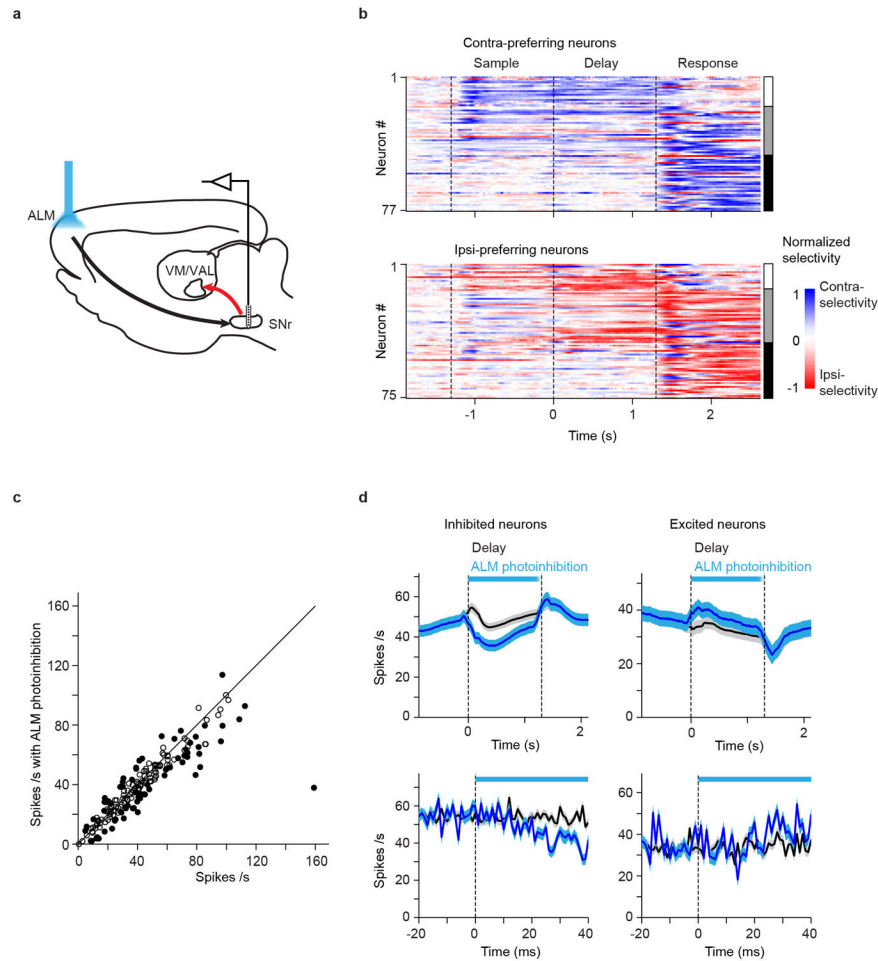 a
ALM
VM/VAL
SNr
b
Contra-preferring neurons
Sample Delay Response
1
Neuron #
77
Ipsi-preferring neurons
1
Neuron #
75
-1 0 1 2
Time (s)
Normalized
selectivity
Contra-
selectivity
1
0
-1
Ipsi-
selectivity
c
Spikes /s with ALM photoinhibition
160
120
80
40
0
0 40 80 120 160
Spikes /s
d
Inhibited neurons
Delay
ALM photoinhibition
Spikes /s
60
40
20
0
0 1 2
Time (s)
Excited neurons
Delay
ALM photoinhibition
60
40
20
0
0 1 2
Time (s)
Spikes /s
60
40
20
0
-20 0 20 40
Time (ms)
60
40
20
0
-20 0 20 40
Time (ms)